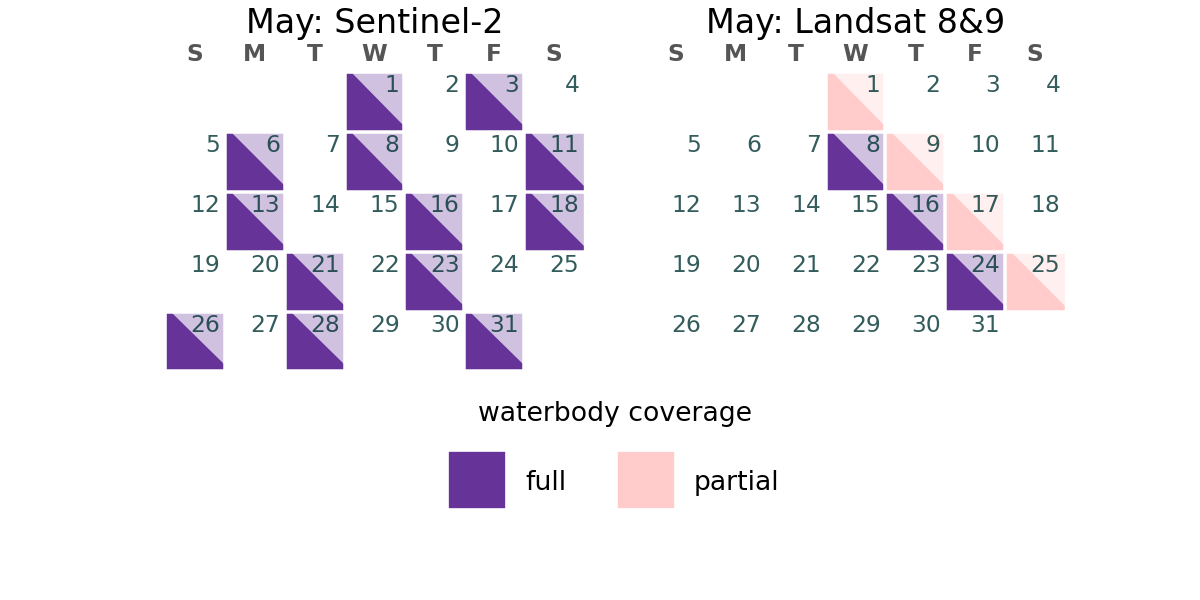 May: Sentinel-2
S M T W T F S
1 2 3 4
5 6 7 8 9 10 11
12 13 14 15 16 17 18
19 20 21 22 23 24 25
26 27 28 29 30 31
May: Landsat 8&9
S M T W T F S
1 2 3 4
5 6 7 8 9 10 11
12 13 14 15 16 17 18
19 20 21 22 23 24 25
26 27 28 29 30 31
waterbody coverage
full
partial